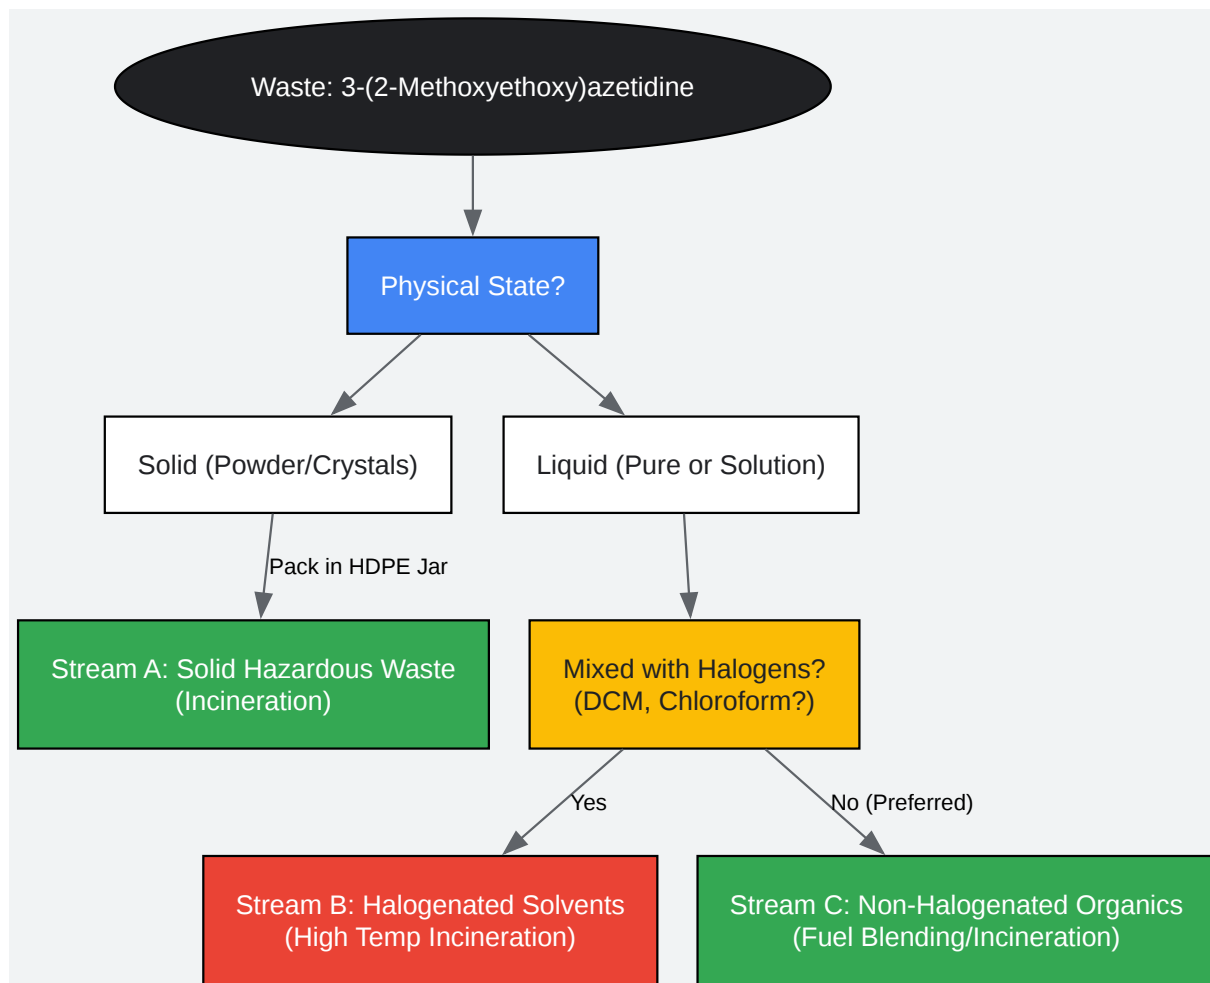 Waste: 3-(2-Methoxyethoxy)azetidine
Physical State?
Solid (Powder/Crystals)
Liquid (Pure or Solution)
Pack in HDPE Jar
Stream A: Solid Hazardous Waste
(Incineration)
Mixed with Halogens?
(DCM, Chloroform?)
Yes
No (Preferred)
Stream B: Halogenated Solvents
(High Temp Incineration)
Stream C: Non-Halogenated Organics
(Fuel Blending/Incineration)